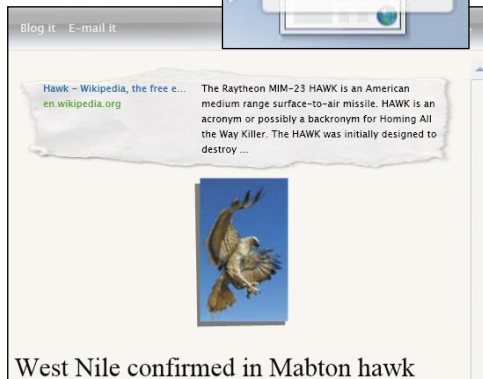 Blog it E-mail it
Hawk – Wikipedia, the free e...
en.wikipedia.org
The Raytheon MIM-23 HAWK is an American
medium range surface-to-air missile. HAWK is an
acronym or possibly a backronym for Homing All
the Way Killer. The HAWK was initially designed to
destroy ...
West Nile confirmed in Mabton hawk